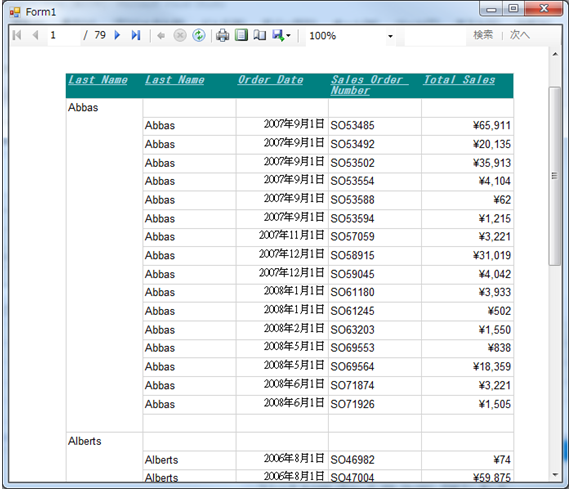 Form1
1 / 79 100% 検索 | 次へ
Last Name Last Name Order Date Sales Order Total Sales
Number
Abbas
Abbas 2007年9月1日 SO53485 ¥65,911
Abbas 2007年9月1日 SO53492 ¥20,135
Abbas 2007年9月1日 SO53502 ¥35,913
Abbas 2007年9月1日 SO53554 ¥4,104
Abbas 2007年9月1日 SO53588 ¥62
Abbas 2007年9月1日 SO53594 ¥1,215
Abbas 2007年11月1日 SO57059 ¥3,221
Abbas 2007年12月1日 SO58915 ¥31,019
Abbas 2007年12月1日 SO59045 ¥4,042
Abbas 2008年1月1日 SO61180 ¥3,933
Abbas 2008年1月1日 SO61245 ¥502
Abbas 2008年2月1日 SO63203 ¥1,550
Abbas 2008年5月1日 SO69553 ¥838
Abbas 2008年5月1日 SO69564 ¥18,359
Abbas 2008年6月1日 SO71874 ¥3,221
Abbas 2008年6月1日 SO71926 ¥1,505
Alberts
Alberts 2006年8月1日 SO46982 ¥74
Alberts 2006年8月1日 SO47004 ¥59,875